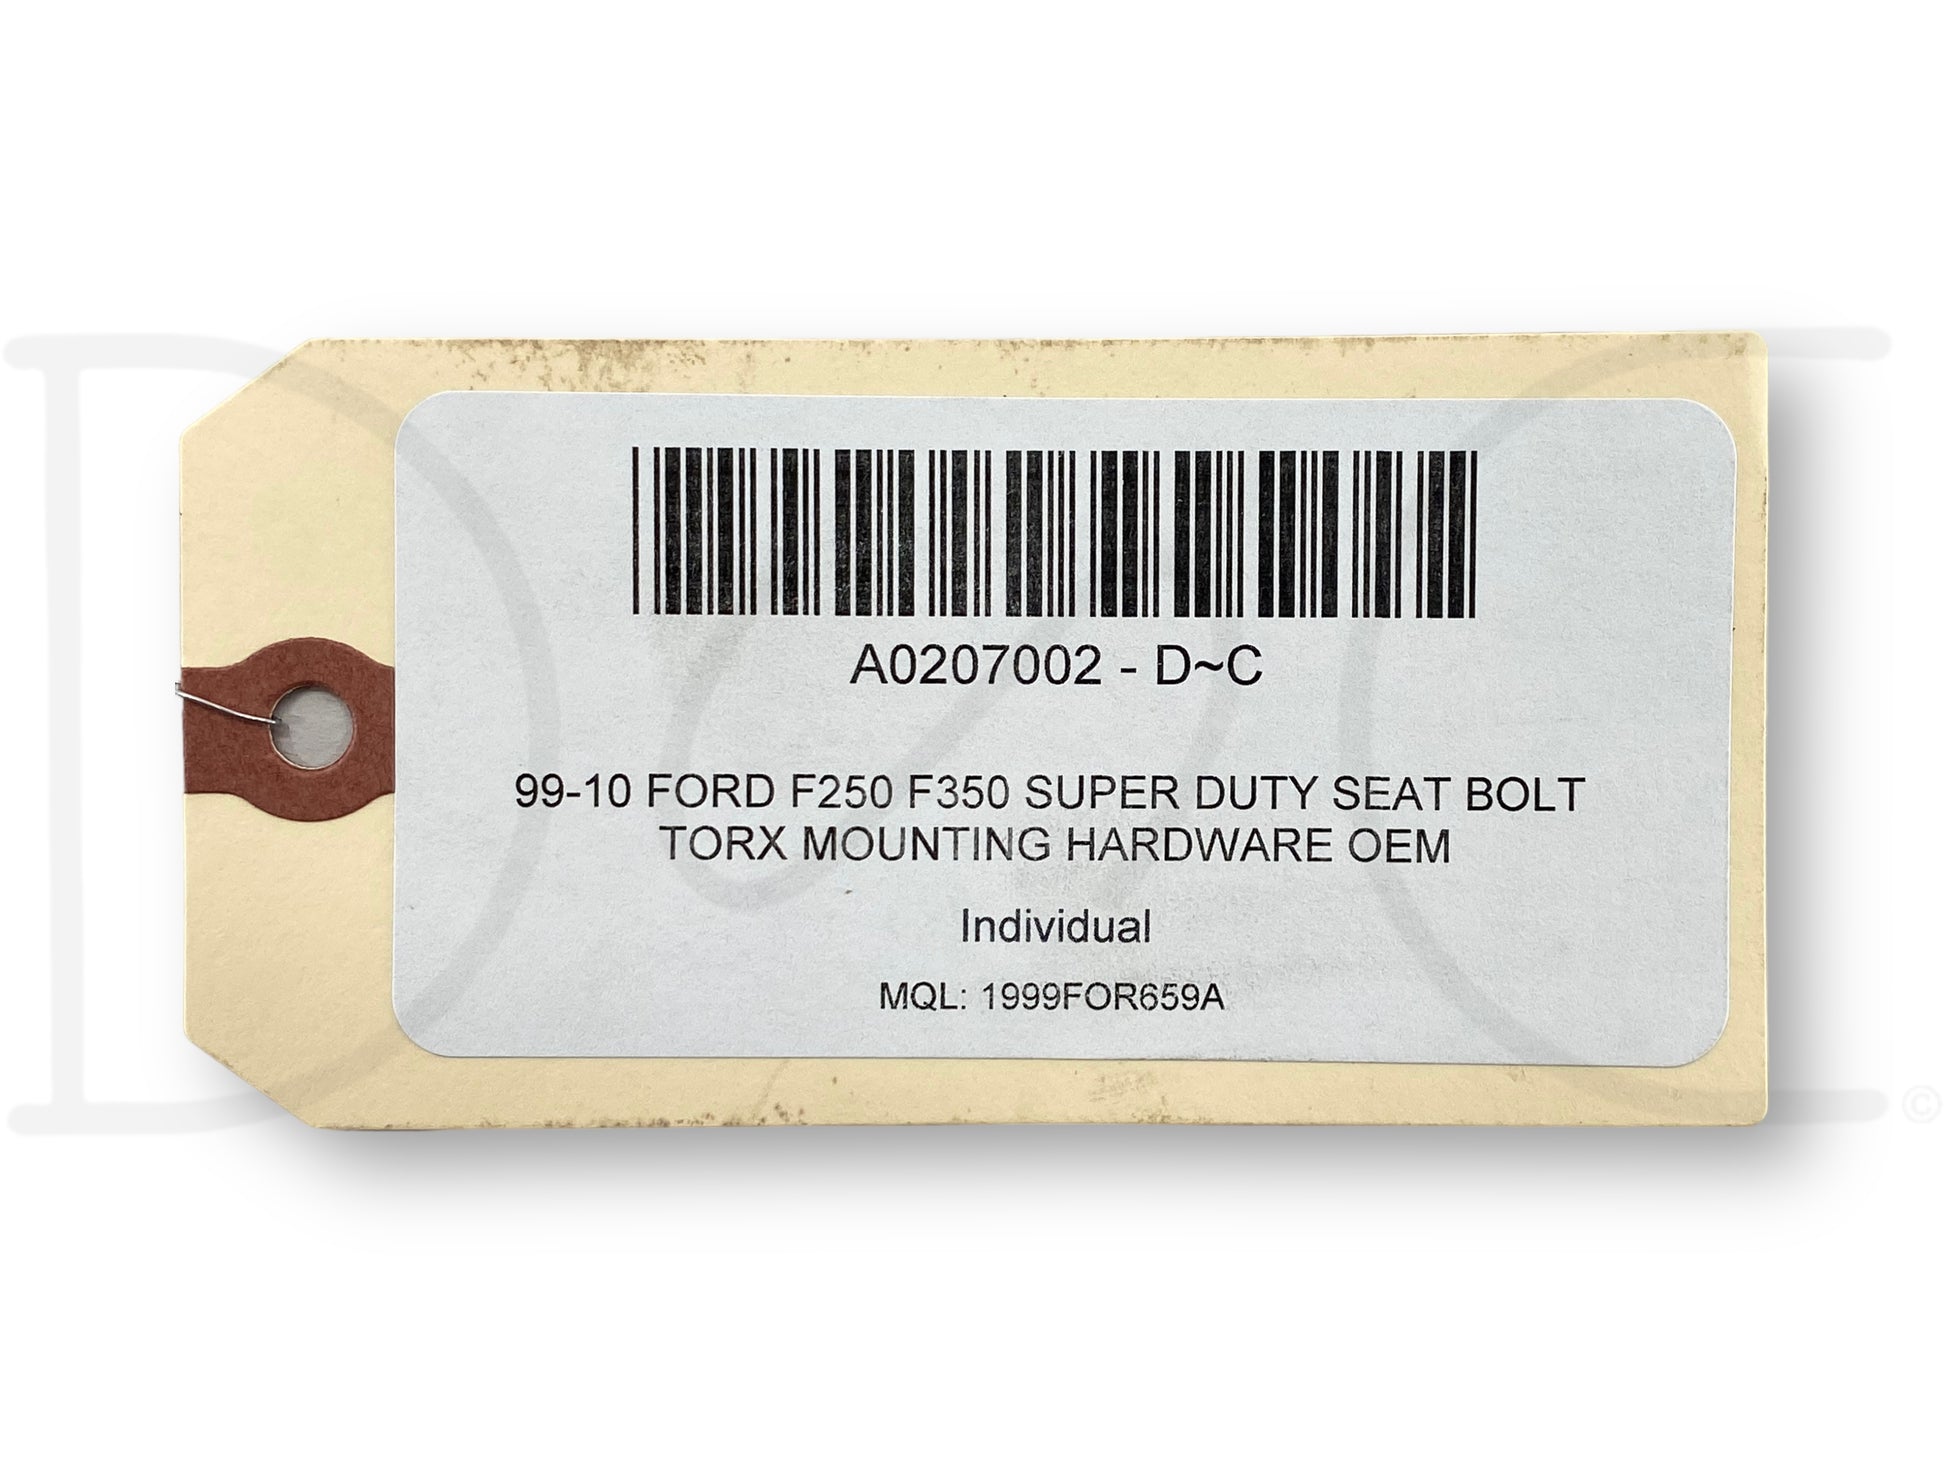 A0207002 - D~C
99-10 FORD F250 F350 SUPER DUTY SEAT BOLT
TORX MOUNTING HARDWARE OEM
Individual
MQL: 1999FOR659A
D C
©